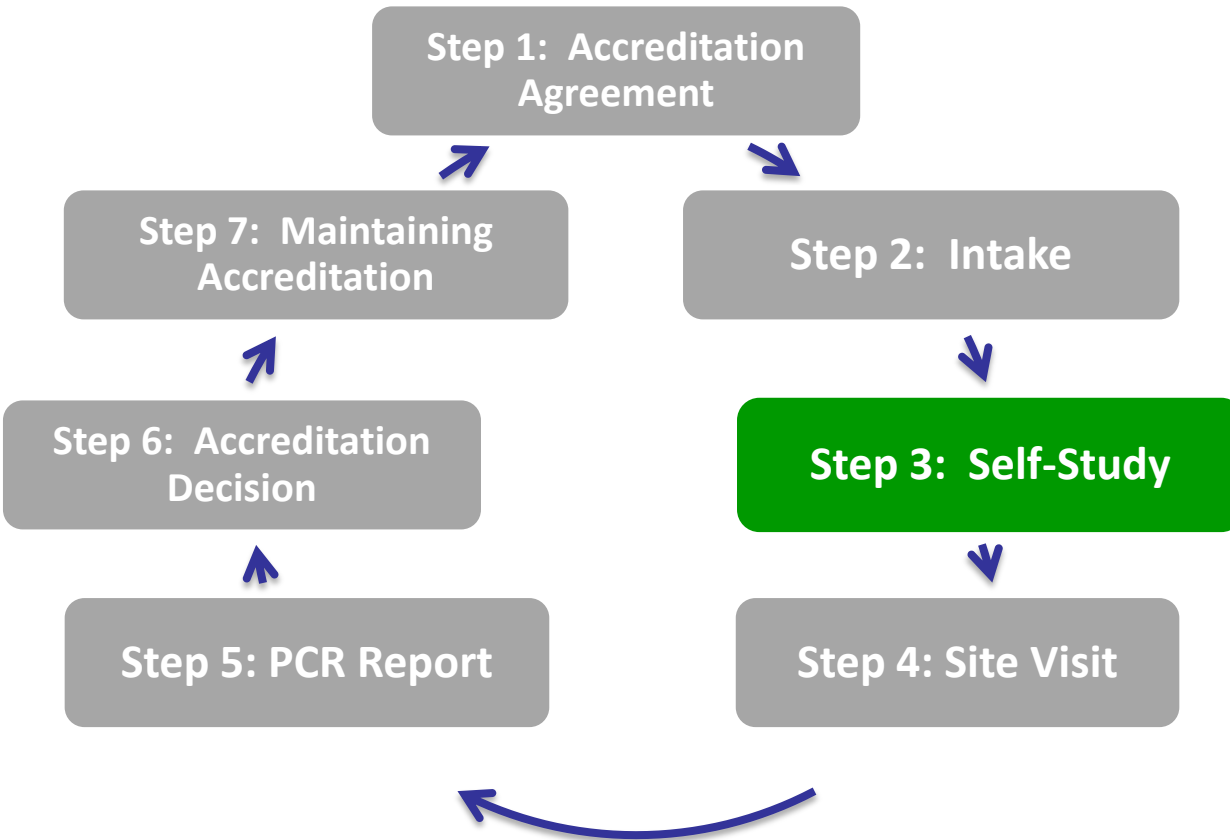 Step 1:  Accreditation
Agreement
Step 2:  Intake
Step 3:  Self-Study
Step 4: Site Visit
Step 5: PCR Report
Step 6:  Accreditation
Decision
Step 7:  Maintaining
Accreditation